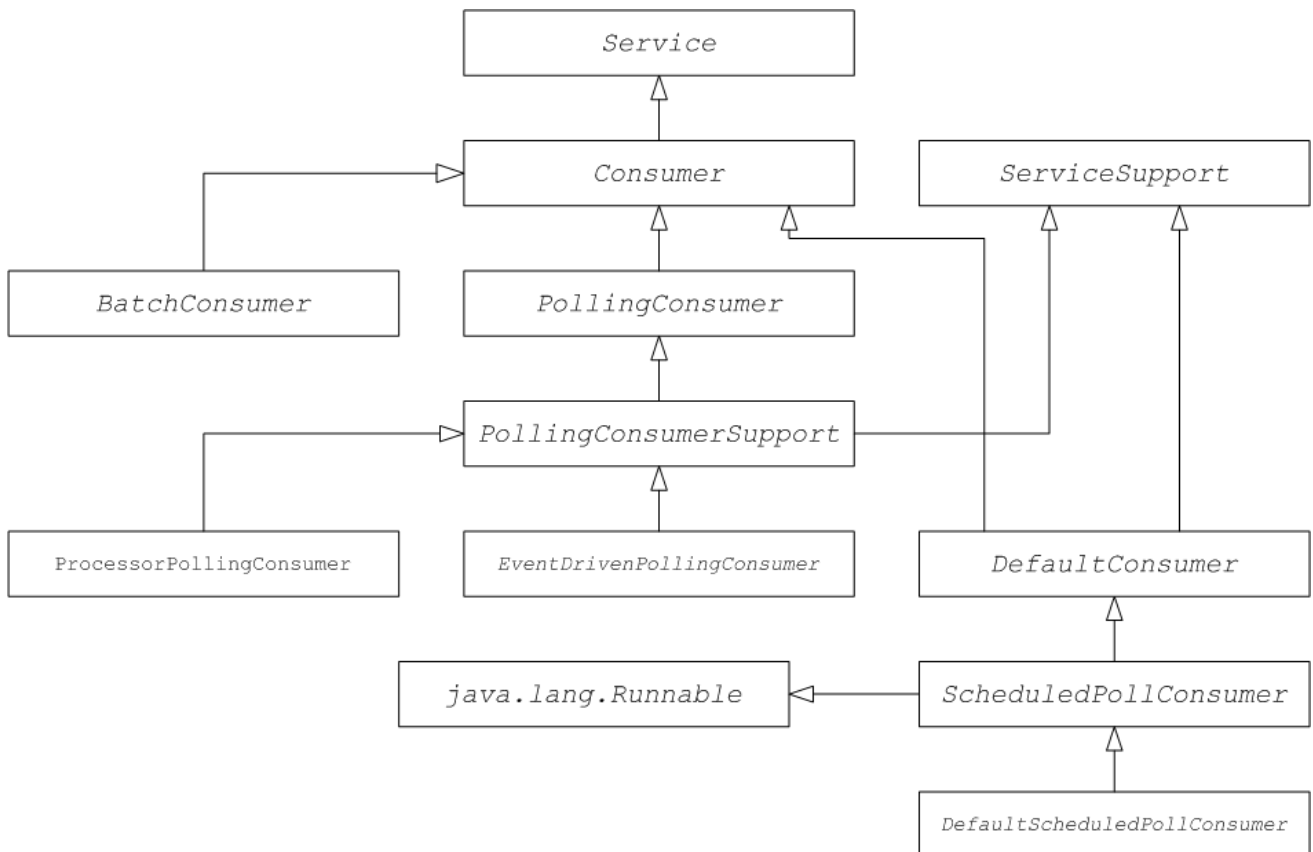 Service
Consumer
ServiceSupport
BatchConsumer
PollingConsumer
PollingConsumerSupport
ProcessorPollingConsumer
EventDrivenPollingConsumer
DefaultConsumer
java.lang.Runnable
ScheduledPollConsumer
DefaultScheduledPollConsumer